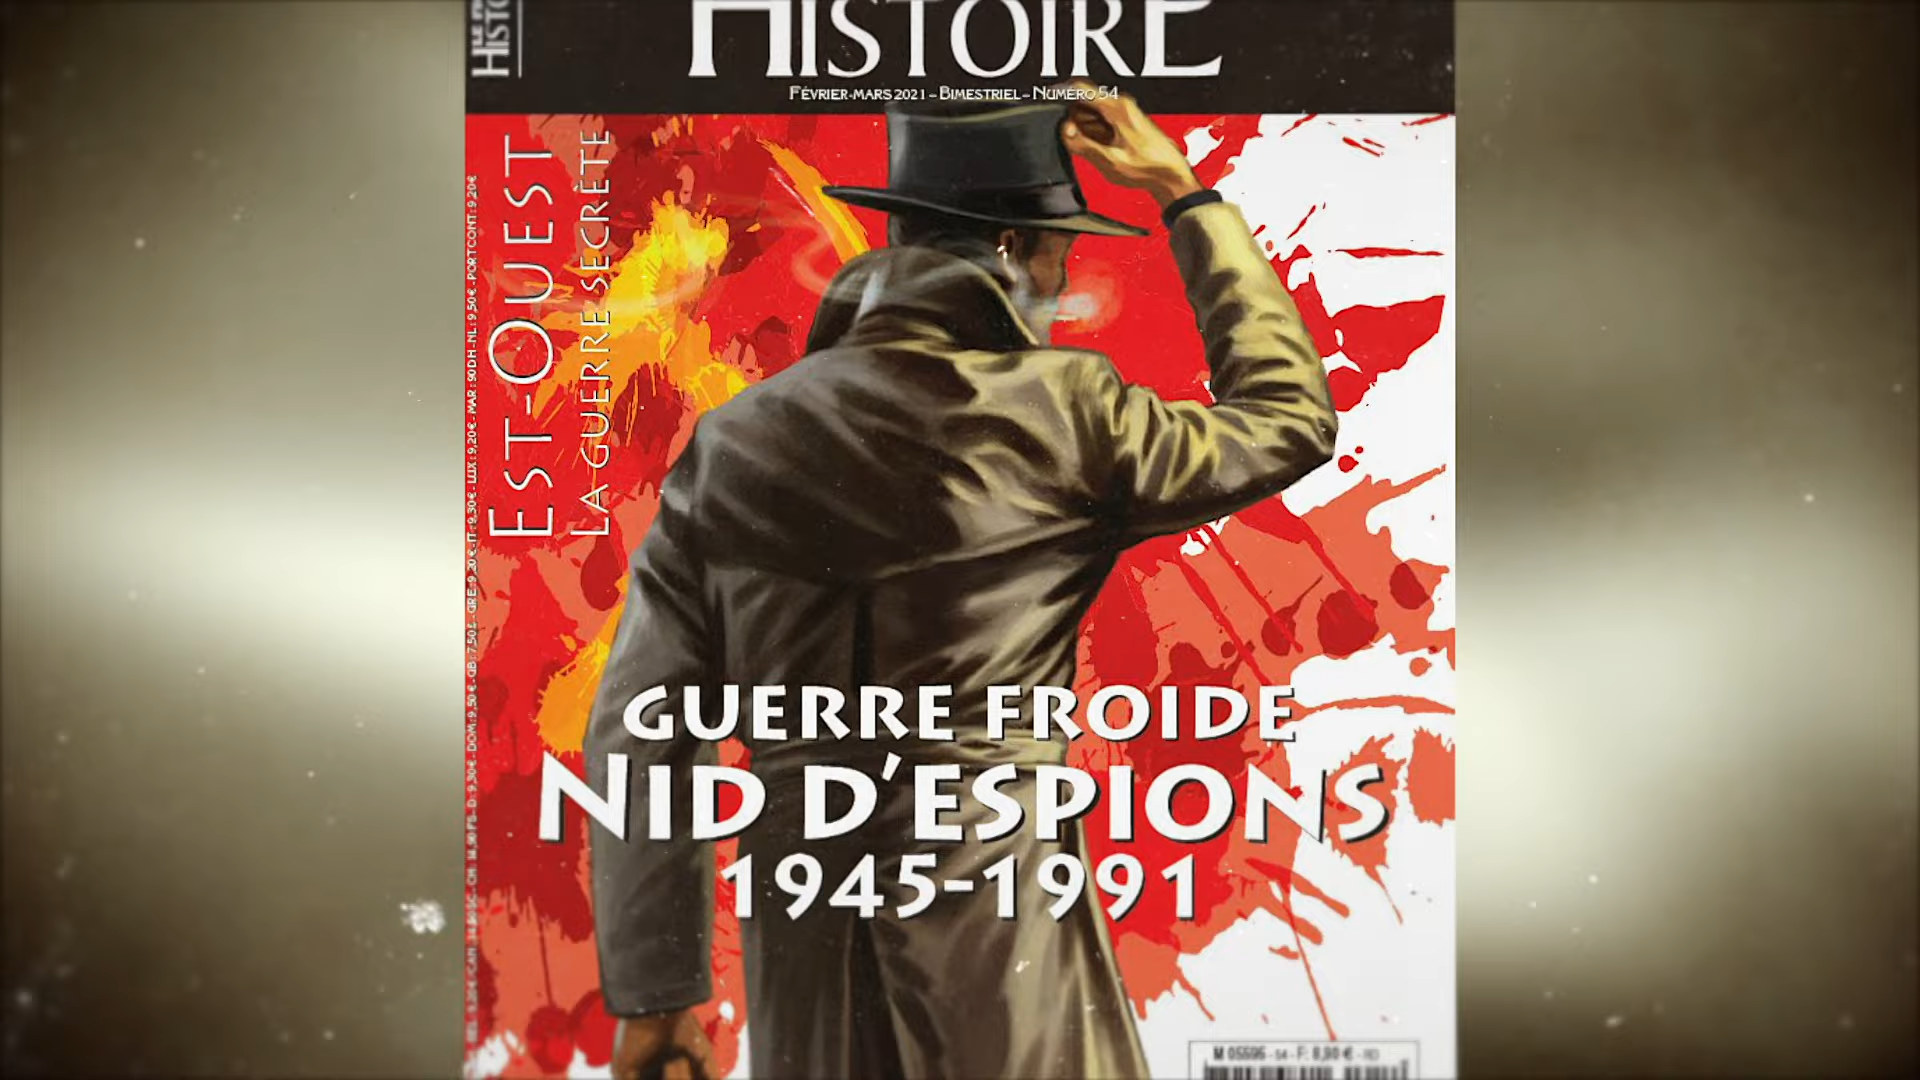 HISTOIRE
FÉVRIER-MARS 2021 – BIMESTRIEL – NUMÉRO 54
EST-OUEST
LA GUERRE SECRÈTE
GUERRE FROIDE
NID D'ESPIONS
1945-1991
M 05595 - 54 - F: 8,90 € - RD